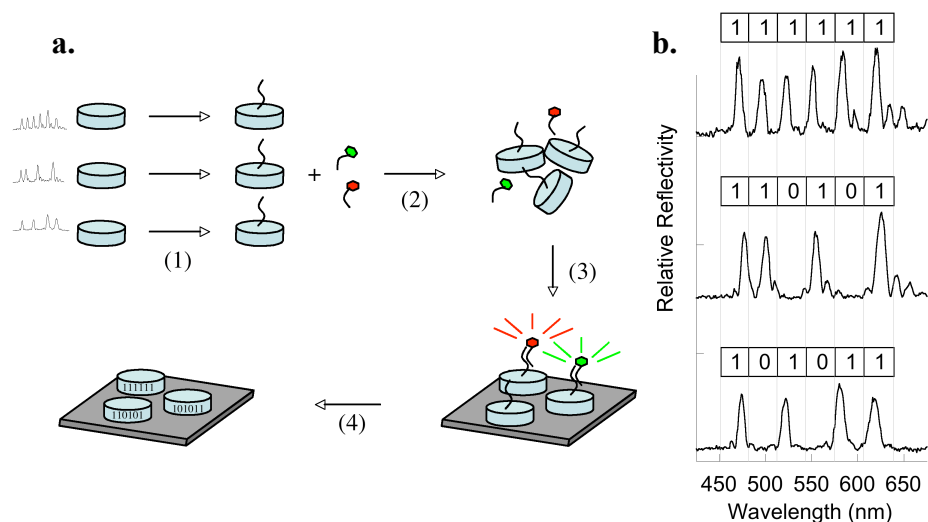 a.
+
(1)
(2)
(3)
(4)
111111
110101
101011
b.
1 1 1 1 1 1
1 1 0 1 0 1
1 0 1 0 1 1
Relative Reflectivity
450 500 550 600 650
Wavelength (nm)